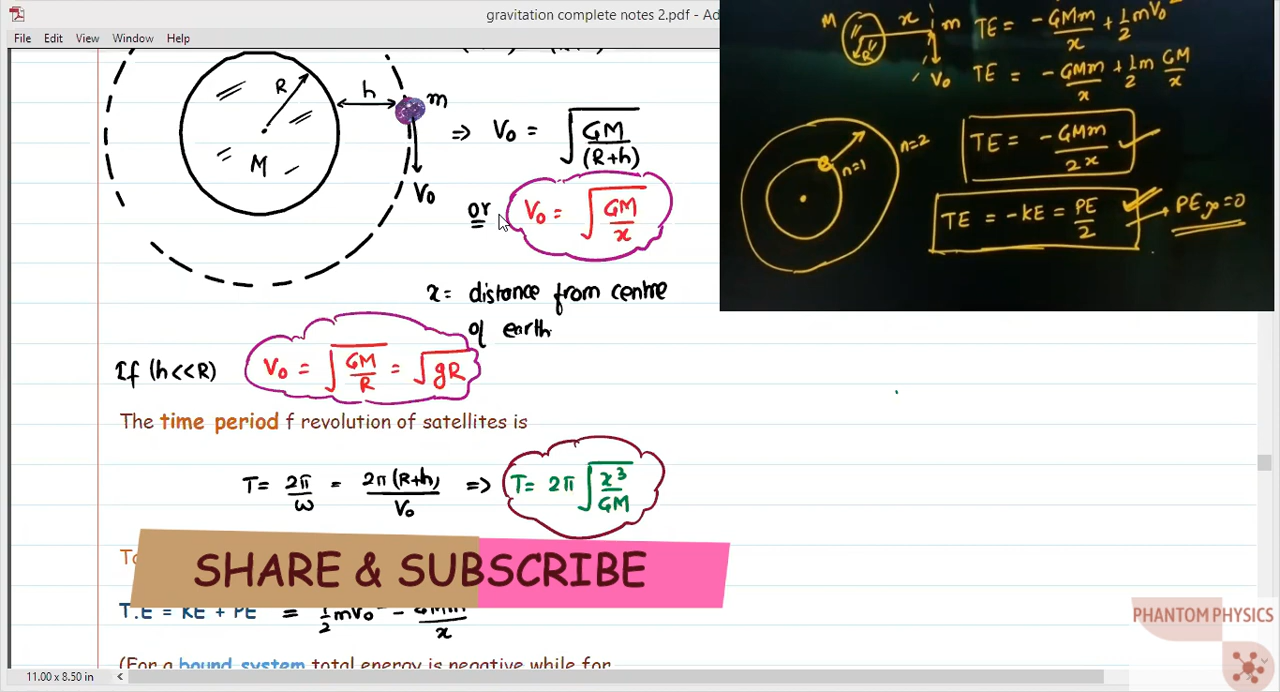 gravitation complete notes 2.pdf - Ad
File Edit View Window Help
R
h
m
M
V₀
=> V₀ = √(GM/(R+h))
or V₀ = √(GM/x)
x = distance from centre
of earth
If (h<<R) V₀ = √(GM/R) = √gR
The time period f revolution of satellites is
T = 2π/ω = 2π(R+h)/V₀ => T = 2π√(x³/GM)
To
SHARE & SUBSCRIBE
T.E = KE + PE = 1/2 mV₀² - GMm/x
(For a bound system total energy is negative while for
11.00 x 8.50 in
M x m TE = -GMm/x + 1/2 mV₀²
R
V₀ TE = -GMm/x + 1/2 m GM/x
n=2
n=1
TE = -GMm/2x
TE = -KE = PE/2 → PE∞=0
PHANTOM PHYSICS